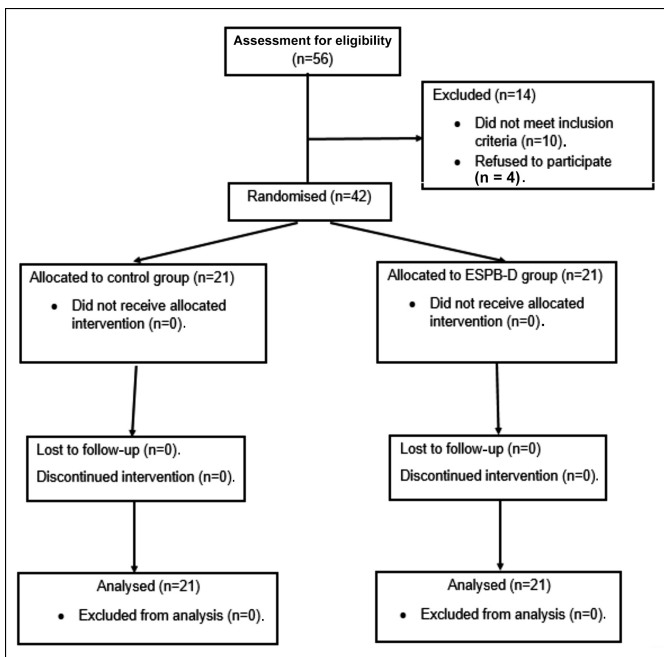 Assessment for eligibility
(n=56)
Excluded (n=14)
• Did not meet inclusion
criteria (n=10).
• Refused to participate
(n = 4).
Randomised (n=42)
Allocated to control group (n=21)
• Did not receive allocated
intervention (n=0).
Allocated to ESPB-D group (n=21)
• Did not receive allocated
intervention (n=0).
Lost to follow-up (n=0).
Discontinued intervention (n=0).
Lost to follow-up (n=0)
Discontinued intervention (n=0).
Analysed (n=21)
• Excluded from analysis (n=0).
Analysed (n=21)
• Excluded from analysis (n=0).